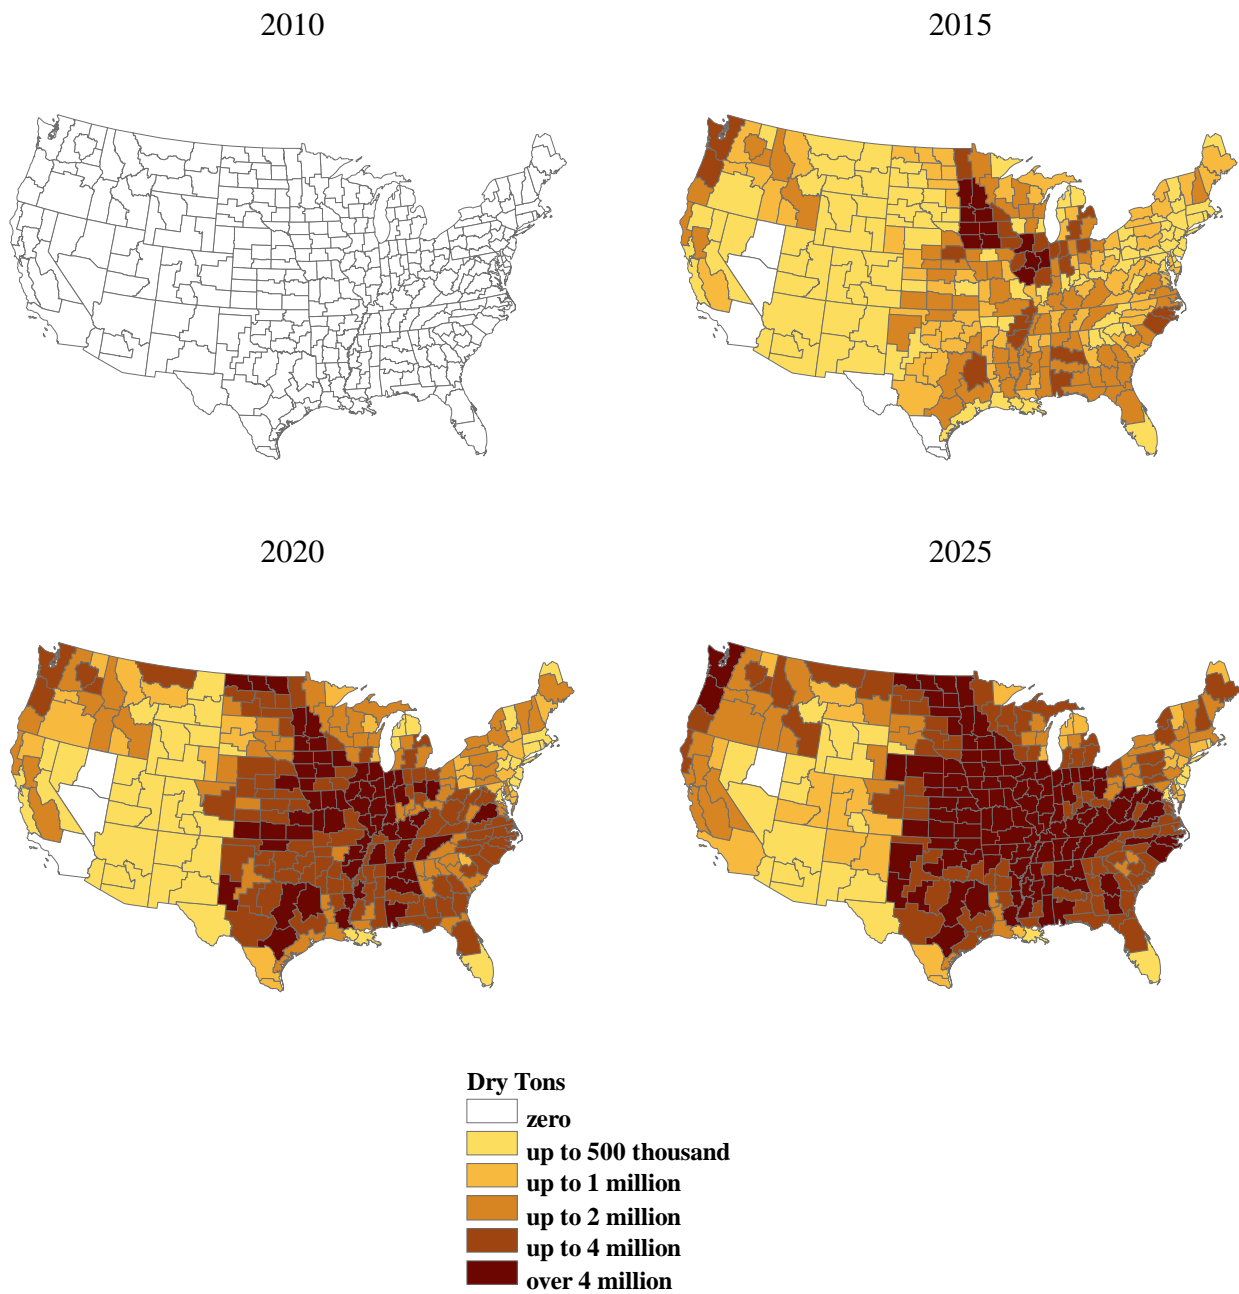 2010
2015
2020
2025
Dry Tons
zero
up to 500 thousand
up to 1 million
up to 2 million
up to 4 million
over 4 million